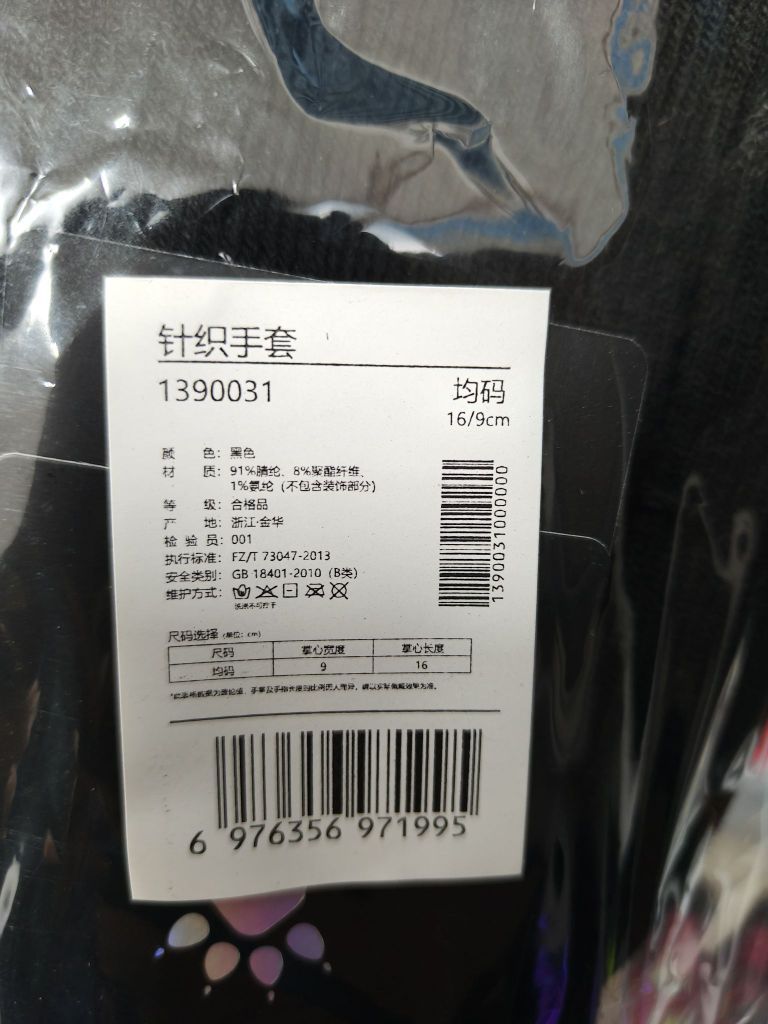 针织手套
1390031 均码
16/9cm
颜 色：黑色
材 质：91%腈纶、8%聚酯纤维、
1%氨纶（不包含装饰部分）
等 级：合格品
产 地：浙江·金华
检 验 员：001
执行标准：FZ/T 73047-2013
安全类别：GB 18401-2010（B类）
维护方式：
1390031000000
尺码选择（单位：cm）
尺码 掌心宽度 掌心长度
均码 9 16
6 976356 971995